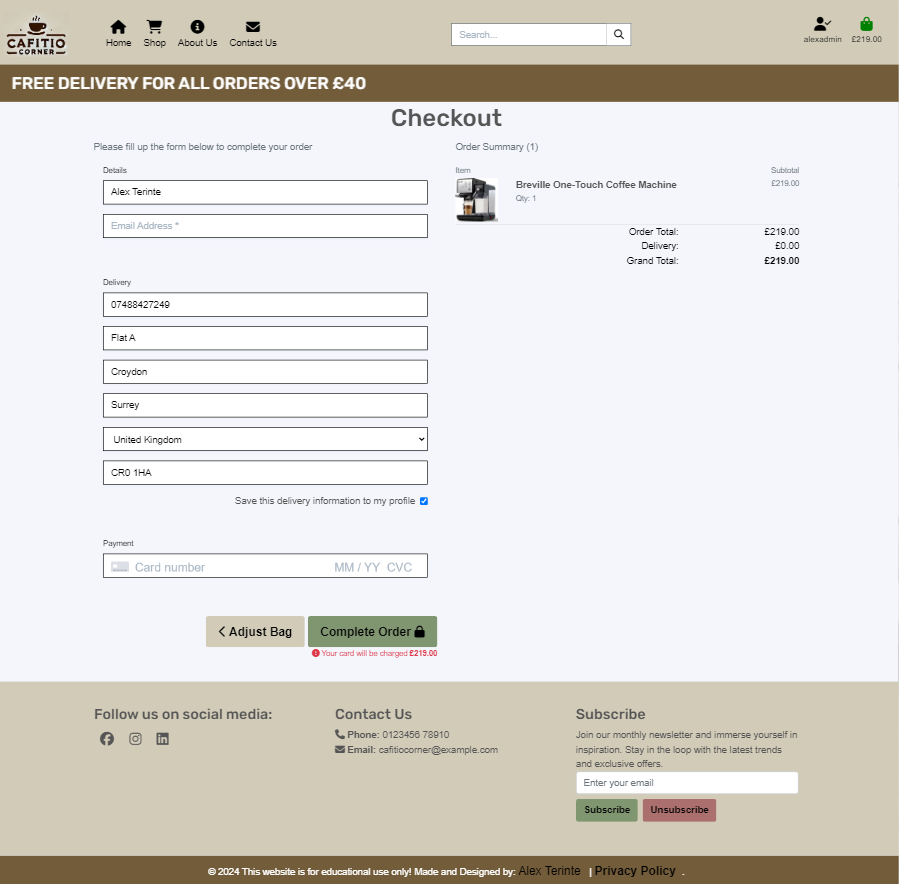 CAFITIO
CORNER
Home Shop About Us Contact Us
Search...
alexadmin £219.00
FREE DELIVERY FOR ALL ORDERS OVER £40
Checkout
Please fill up the form below to complete your order
Details
Alex Terinte
Email Address *
Delivery
07488427249
Flat A
Croydon
Surrey
United Kingdom
CR0 1HA
Save this delivery information to my profile
Payment
Card number MM / YY CVC
Adjust Bag Complete Order
Your card will be charged £219.00
Order Summary (1)
Item Subtotal
Breville One-Touch Coffee Machine £219.00
Qty: 1
Order Total: £219.00
Delivery: £0.00
Grand Total: £219.00
Follow us on social media:
Contact Us
Phone: 0123456 78910
Email: cafitiocorner@example.com
Subscribe
Join our monthly newsletter and immerse yourself in
inspiration. Stay in the loop with the latest trends
and exclusive offers.
Enter your email
Subscribe Unsubscribe
© 2024 This website is for educational use only! Made and Designed by: Alex Terinte | Privacy Policy .